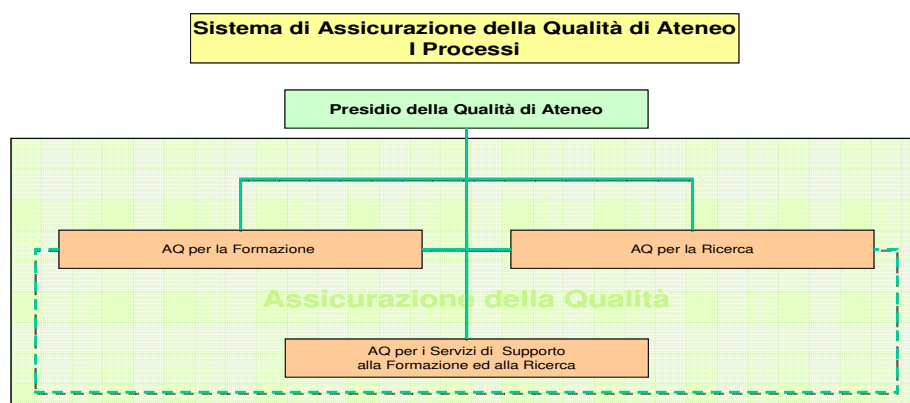 Sistema di Assicurazione della Qualità di Ateneo
I Processi
Presidio della Qualità di Ateneo
AQ per la Formazione
AQ per la Ricerca
Assicurazione della Qualità
AQ per i Servizi di Supporto
alla Formazione ed alla Ricerca